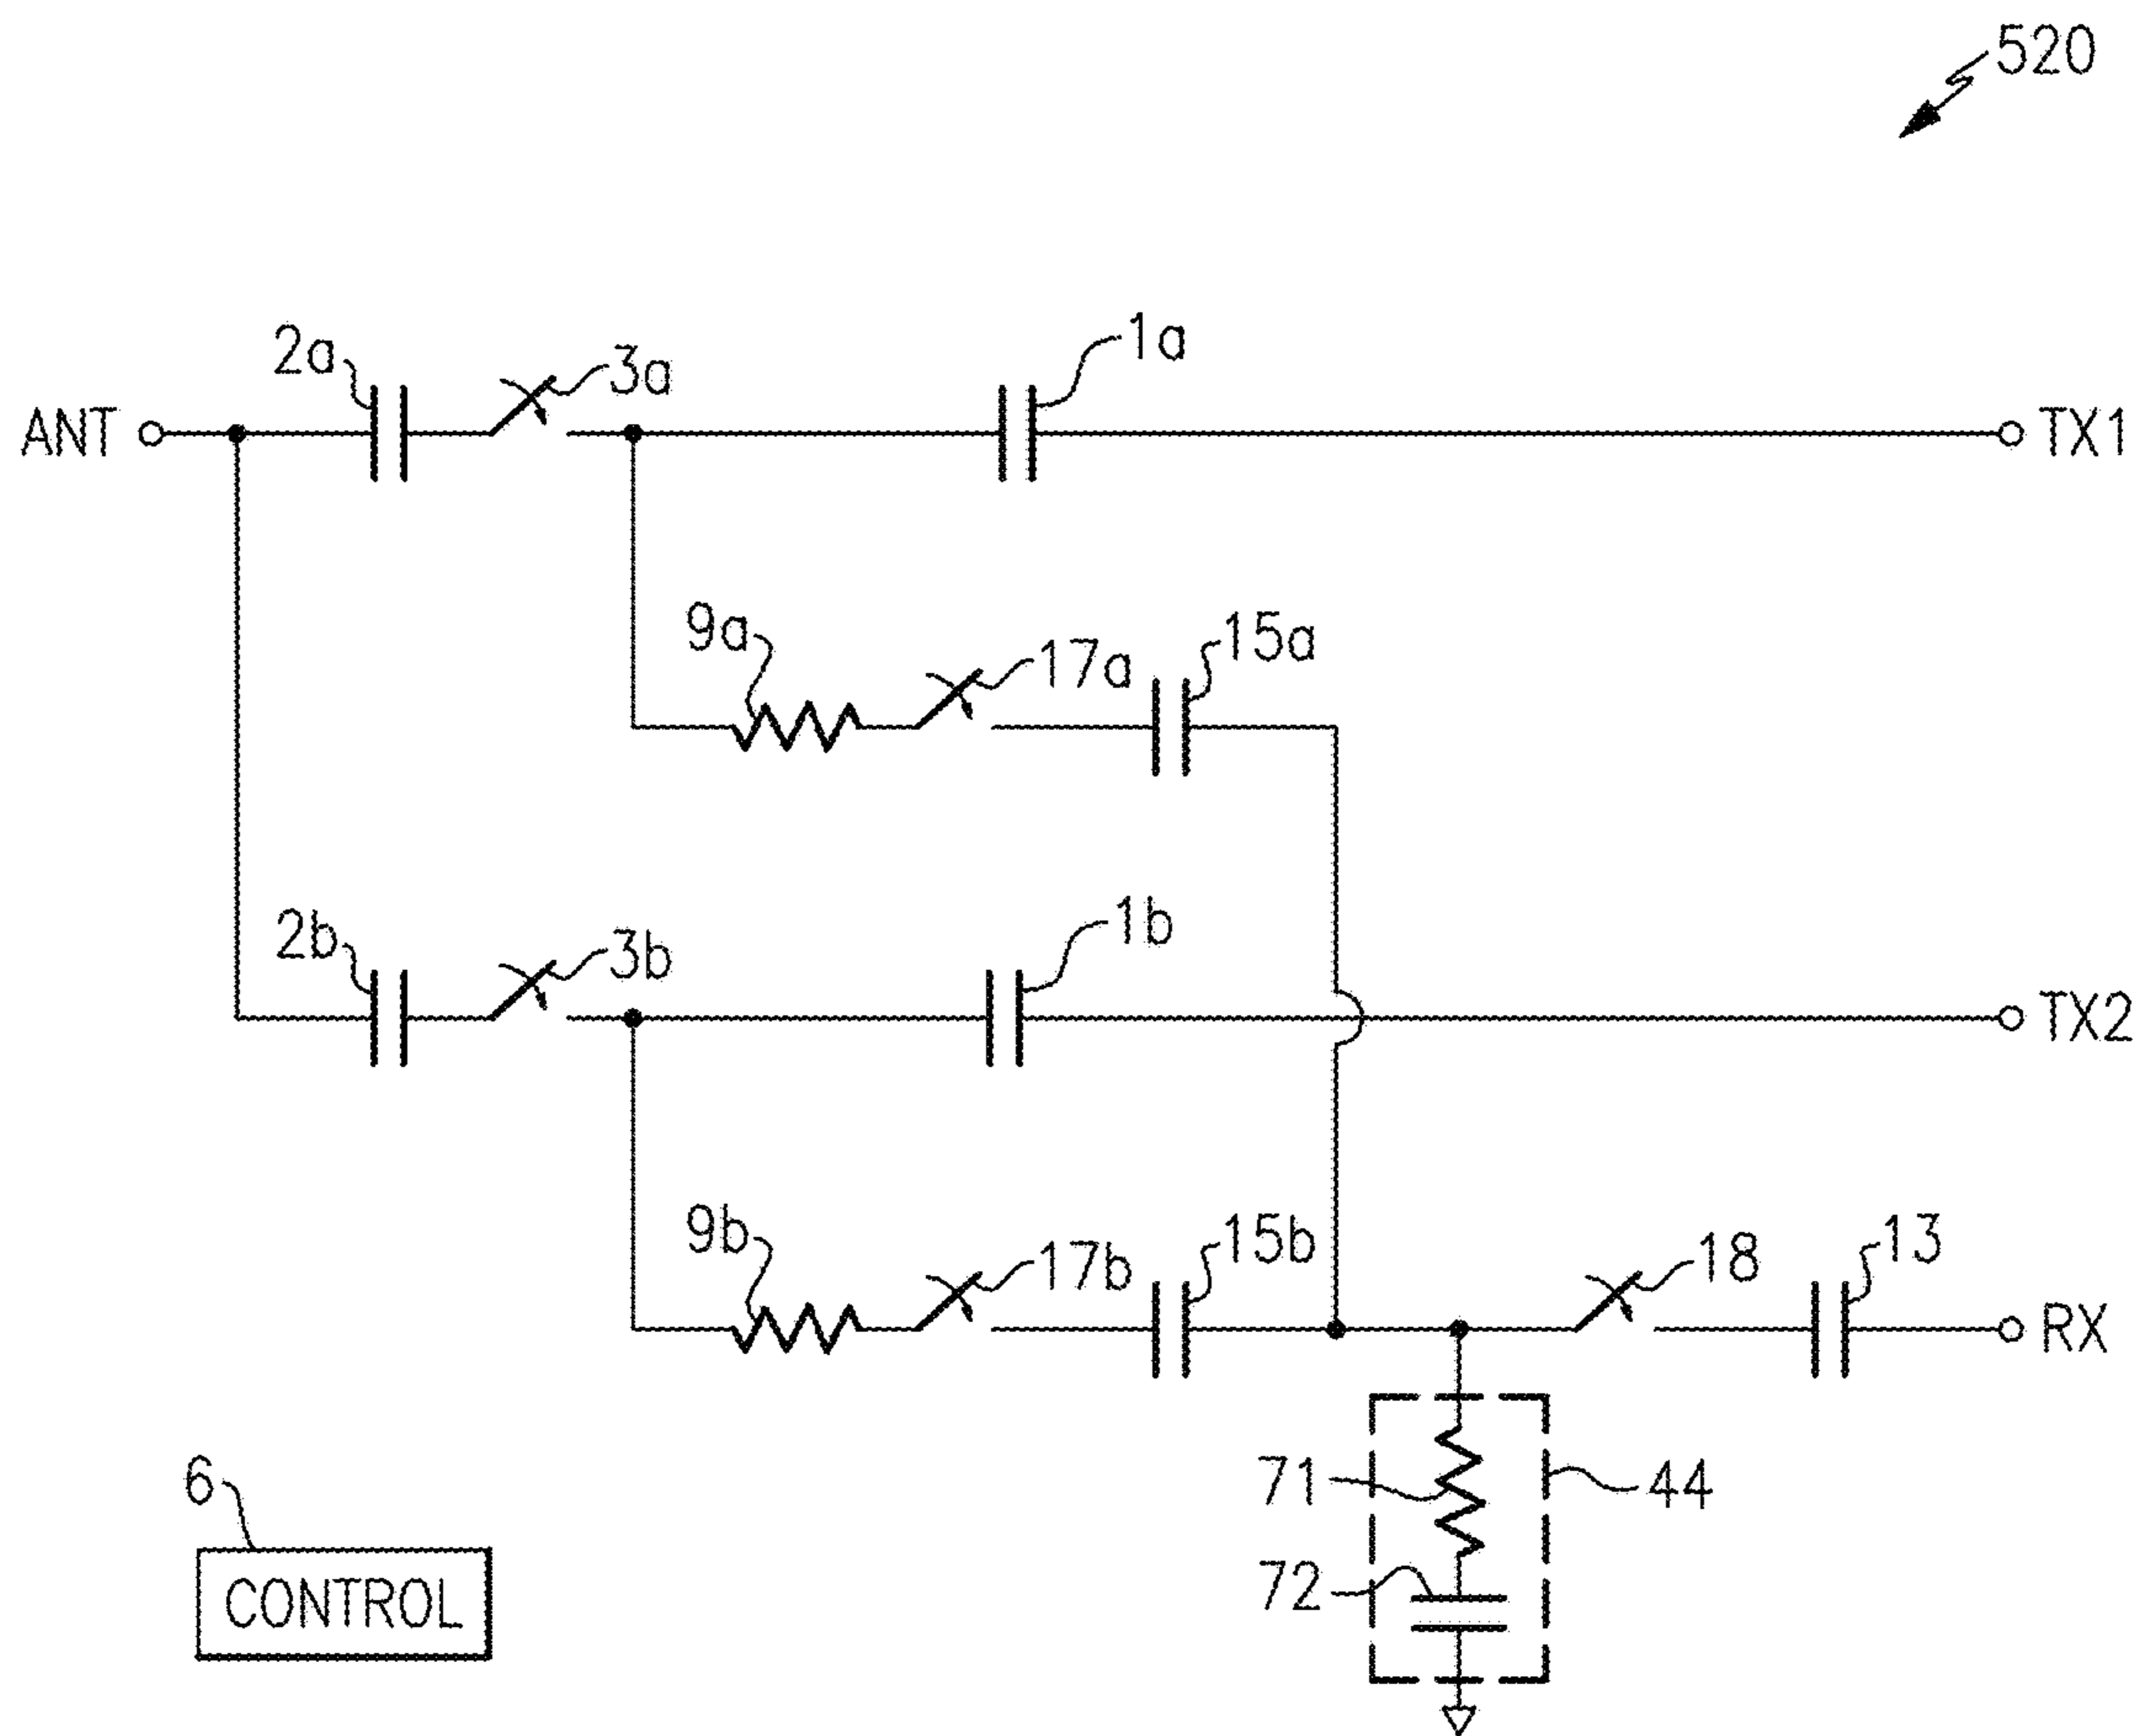 520
2a
3a
1a
ANT
TX1
9a
17a
15a
2b
3b
1b
TX2
9b
17b
15b
18
13
RX
6
71
44
72
CONTROL